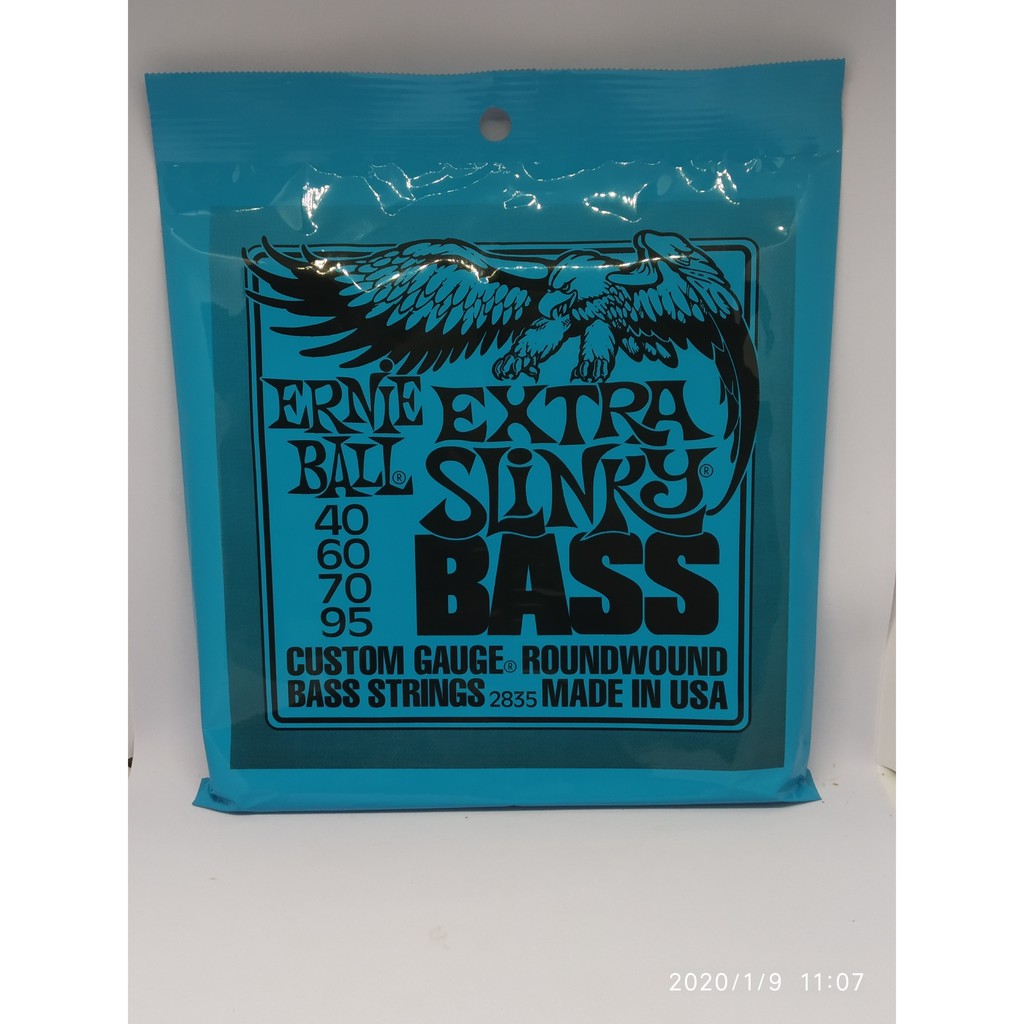 ERNIE
BALL®
EXTRA
SLINKY®
BASS
40
60
70
95
CUSTOM GAUGE® ROUNDWOUND
BASS STRINGS 2835 MADE IN USA
2020/1/9 11:07